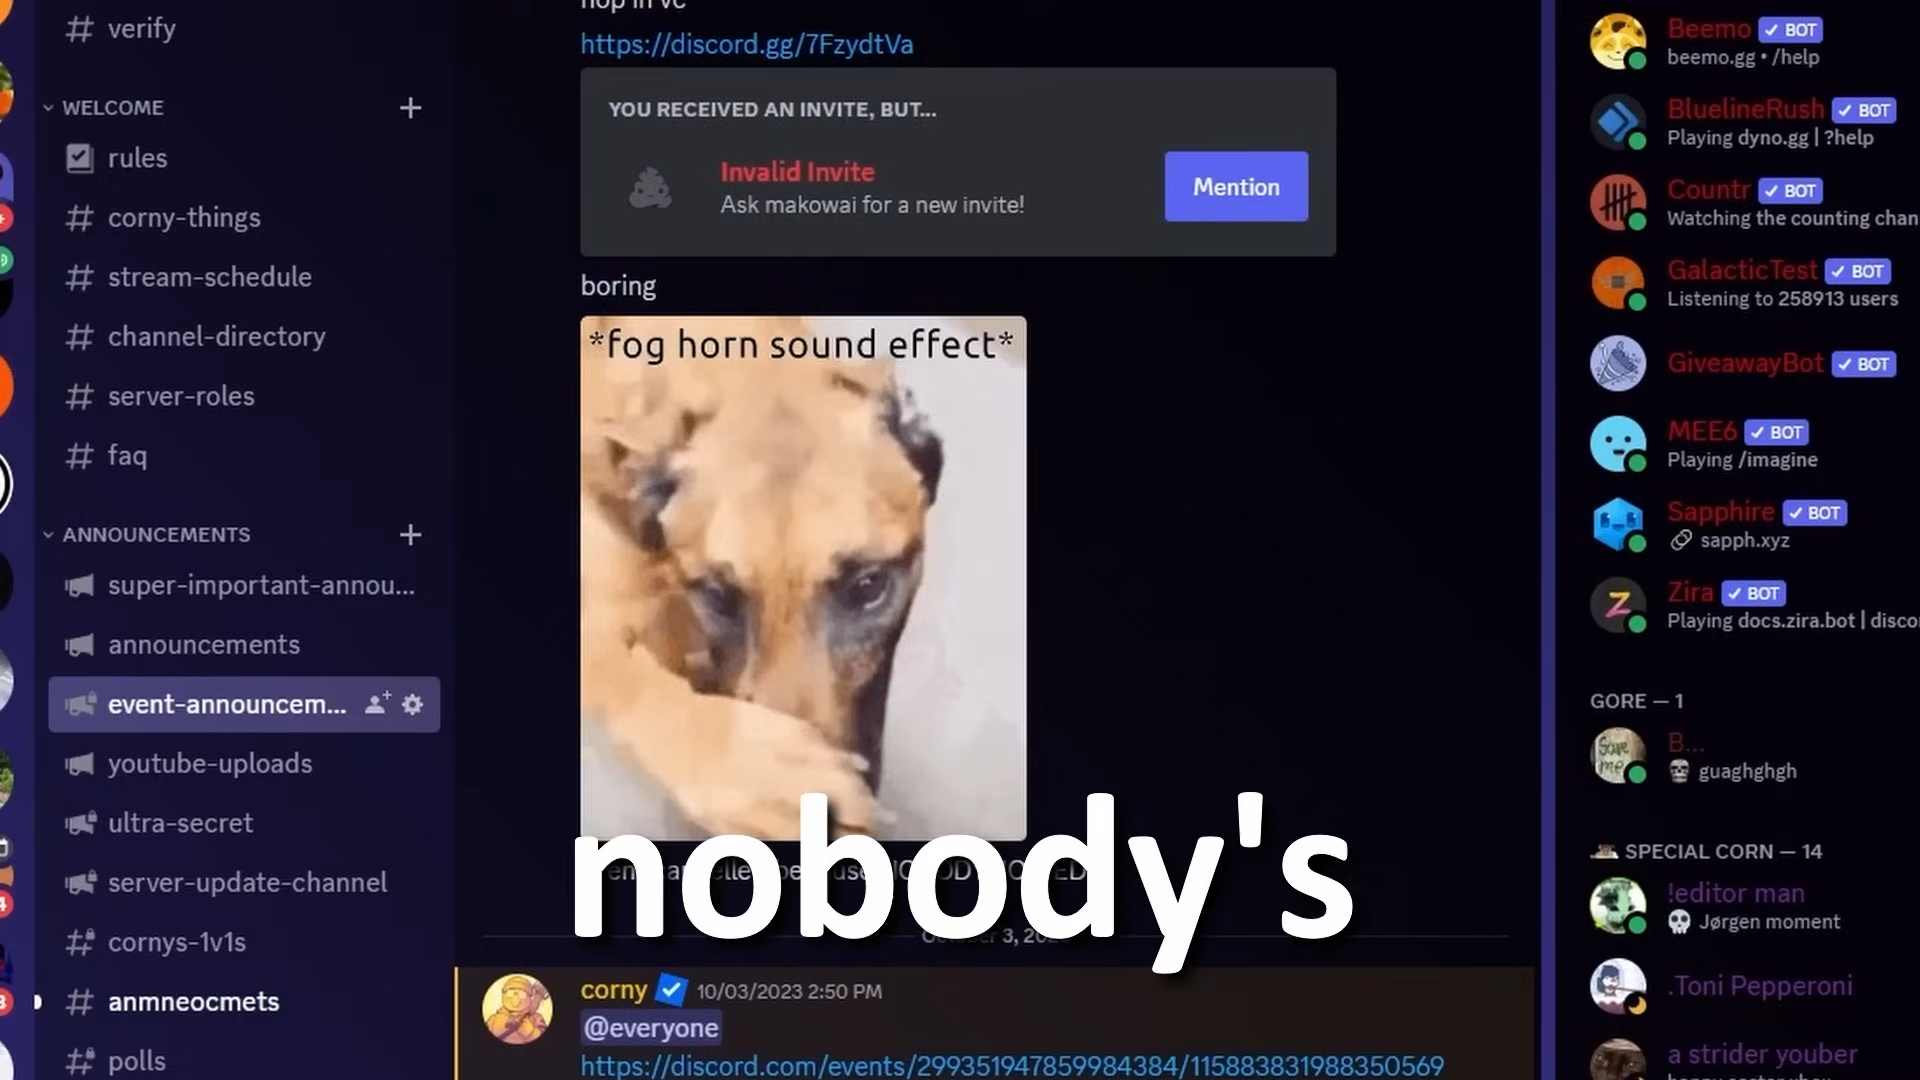 verify
WELCOME
rules
corny-things
stream-schedule
channel-directory
server-roles
faq
ANNOUNCEMENTS
super-important-annou...
announcements
event-announcem...
youtube-uploads
ultra-secret
server-update-channel
cornys-1v1s
anmneocmets
polls
hop in vc
https://discord.gg/7FzydtVa
YOU RECEIVED AN INVITE, BUT...
Invalid Invite
Ask makowai for a new invite!
Mention
boring
*fog horn sound effect*
nobody's
corny 10/03/2023 2:50 PM
@everyone
https://discord.com/events/299351947859984384/115883831988350569
Beemo BOT
beemo.gg • /help
BluelineRush BOT
Playing dyno.gg | ?help
Countr BOT
Watching the counting chan
GalacticTest BOT
Listening to 258913 users
GiveawayBot BOT
MEE6 BOT
Playing /imagine
Sapphire BOT
sapph.xyz
Zira BOT
Playing docs.zira.bot | disco
GORE — 1
Save
me
B...
guaghghgh
SPECIAL CORN — 14
!editor man
Jørgen moment
.Toni Pepperoni
a strider youber